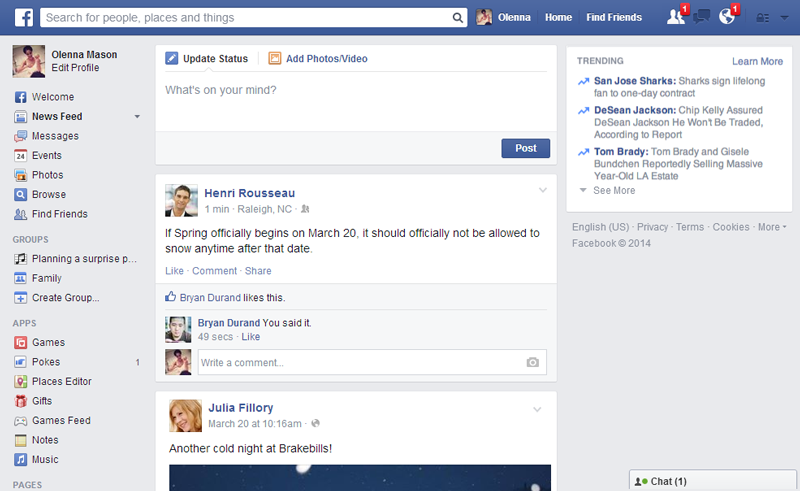 Search for people, places and things
Olenna
Home
Find Friends
1
1
Olenna Mason
Edit Profile
Welcome
News Feed
Messages
24
Events
Photos
Browse
Find Friends
GROUPS
Planning a surprise p...
Family
Create Group...
APPS
Games
Pokes
1
Places Editor
Gifts
Games Feed
Notes
Music
PAGES
Update Status
Add Photos/Video
What's on your mind?
Post
Henri Rousseau
1 min · Raleigh, NC ·
If Spring officially begins on March 20, it should officially not be allowed to
snow anytime after that date.
Like · Comment · Share
Bryan Durand likes this.
Bryan Durand You said it.
49 secs · Like
Write a comment...
Julia Fillory
March 20 at 10:16am ·
Another cold night at Brakebills!
TRENDING
Learn More
San Jose Sharks: Sharks sign lifelong
fan to one-day contract
DeSean Jackson: Chip Kelly Assured
DeSean Jackson He Won't Be Traded,
According to Report
Tom Brady: Tom Brady and Gisele
Bundchen Reportedly Selling Massive
Year-Old LA Estate
See More
English (US) · Privacy · Terms · Cookies · More
Facebook © 2014
Chat (1)